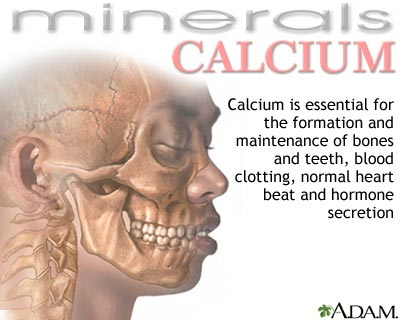 minerals
CALCIUM
Calcium is essential for
the formation and
maintenance of bones
and teeth, blood
clotting, normal heart
beat and hormone
secretion
A.D.A.M.